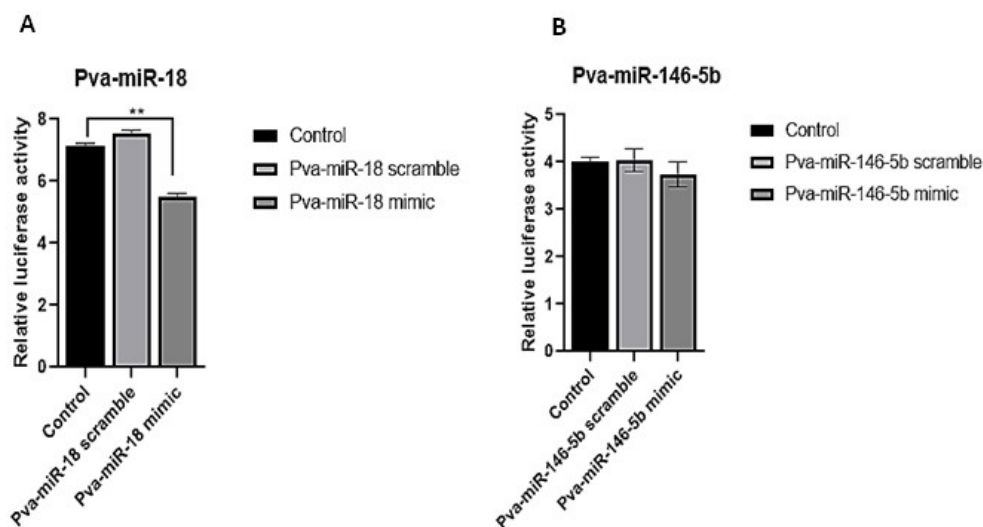 A
Pva-miR-18
**
8
6
4
2
0
Relative luciferase activity
Control
Pva-miR-18 scramble
Pva-miR-18 mimic
Control
Pva-miR-18 scramble
Pva-miR-18 mimic
B
Pva-miR-146-5b
5
4
3
2
1
0
Relative luciferase activity
Control
Pva-miR-146-5b scramble
Pva-miR-146-5b mimic
Control
Pva-miR-146-5b scramble
Pva-miR-146-5b mimic